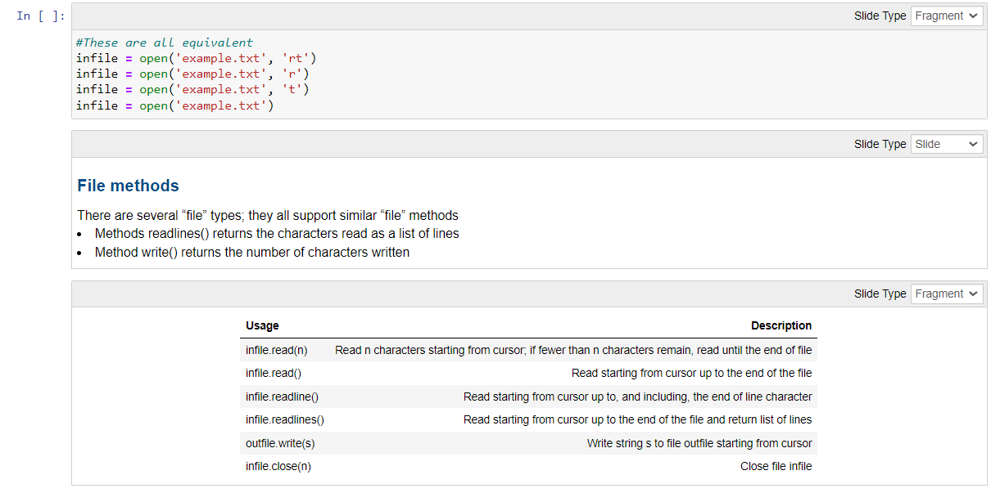 In [ ]:
Slide Type Fragment
#These are all equivalent
infile = open('example.txt', 'rt')
infile = open('example.txt', 'r')
infile = open('example.txt', 't')
infile = open('example.txt')
Slide Type Slide
File methods
There are several “file” types; they all support similar “file” methods
• Methods readlines() returns the characters read as a list of lines
• Method write() returns the number of characters written
Slide Type Fragment
Usage Description
infile.read(n) Read n characters starting from cursor; if fewer than n characters remain, read until the end of file
infile.read() Read starting from cursor up to the end of the file
infile.readline() Read starting from cursor up to, and including, the end of line character
infile.readlines() Read starting from cursor up to the end of the file and return list of lines
outfile.write(s) Write string s to file outfile starting from cursor
infile.close(n) Close file infile